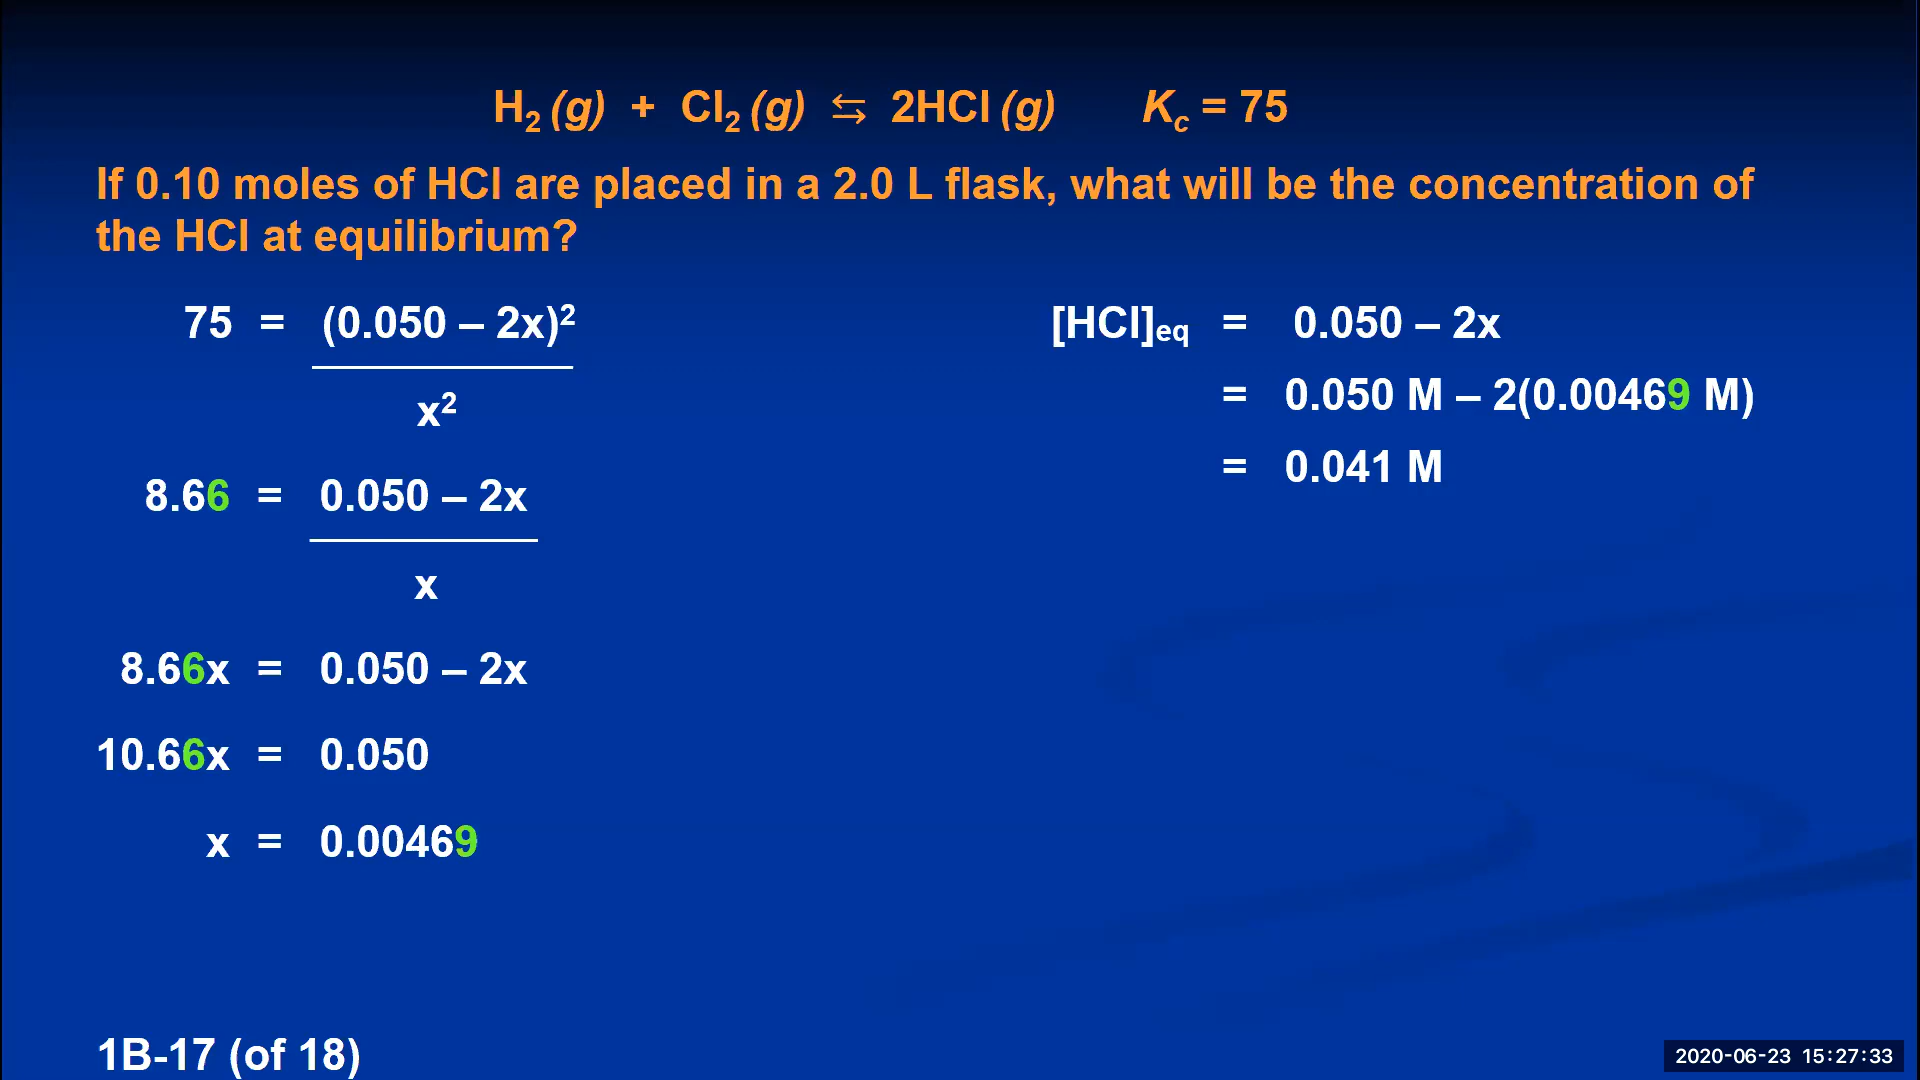 H₂ (g) + Cl₂ (g) ⇆ 2HCl (g) Kc = 75
If 0.10 moles of HCl are placed in a 2.0 L flask, what will be the concentration of
the HCl at equilibrium?
75 = (0.050 – 2x)²
x²
8.66 = 0.050 – 2x
x
8.66x = 0.050 – 2x
10.66x = 0.050
x = 0.00469
[HCl]eq = 0.050 – 2x
= 0.050 M – 2(0.00469 M)
= 0.041 M
1B-17 (of 18)
2020-06-23 15:27:33